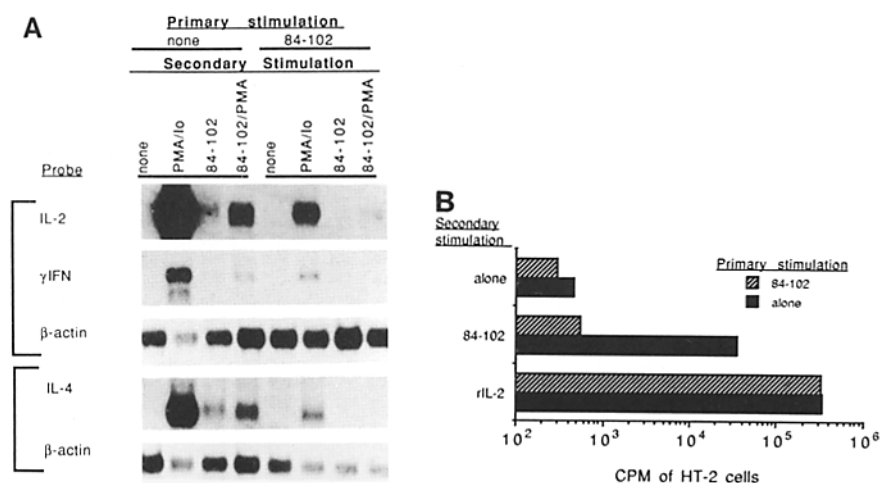 A
Primary stimulation
none 84-102
Secondary Stimulation
none
PMA/Io
84-102
84-102/PMA
none
PMA/Io
84-102
84-102/PMA
Probe
IL-2
γIFN
β-actin
IL-4
β-actin
B
Secondary stimulation
Primary stimulation
84-102
alone
alone
84-102
rIL-2
10² 10³ 10⁴ 10⁵ 10⁶
CPM of HT-2 cells